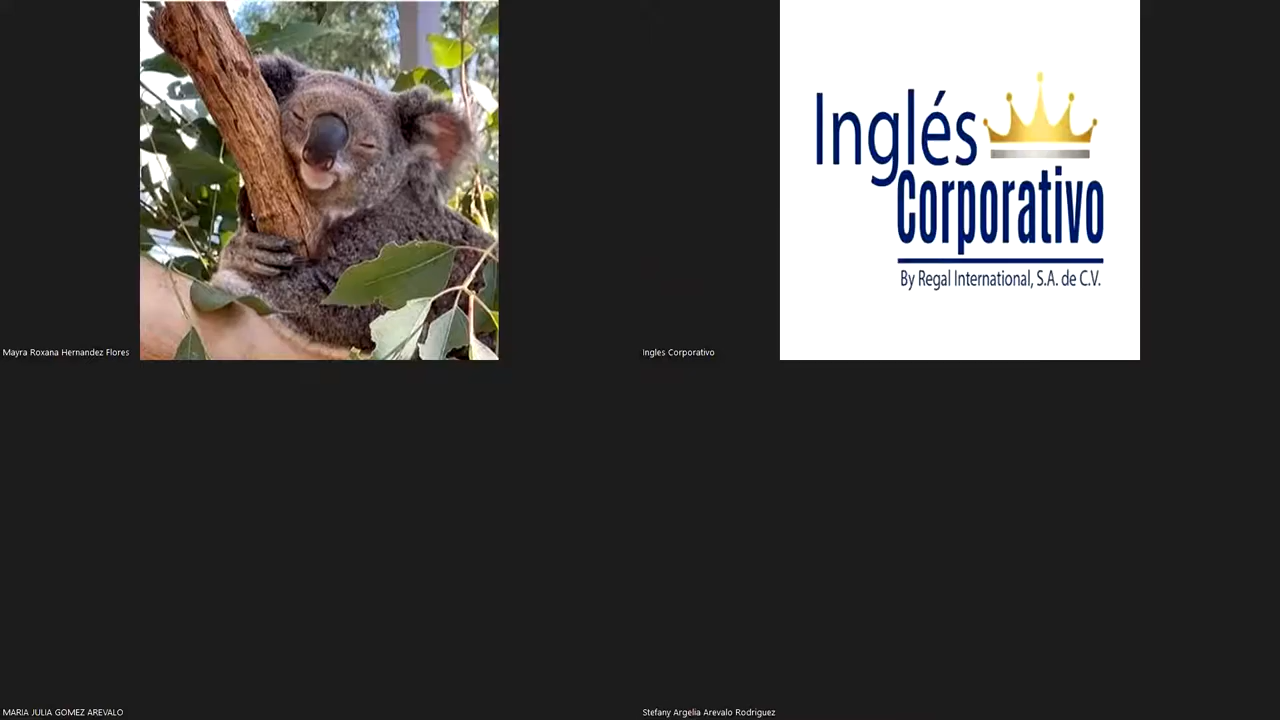 Inglés
Corporativo
By Regal International, S.A. de C.V.
Mayra Roxana Hernandez Flores
Ingles Corporativo
MARIA JULIA GOMEZ AREVALO
Stefany Argelia Arevalo Rodriguez